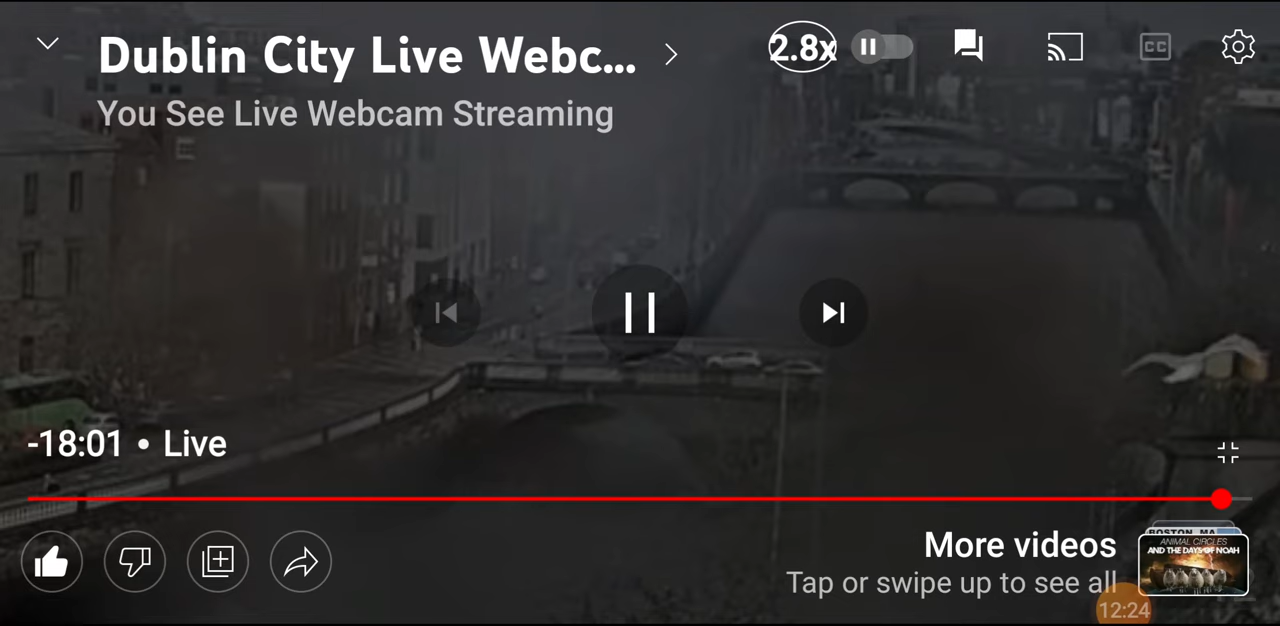 Dublin City Live Webc...
2.8x
CC
You See Live Webcam Streaming
-18:01 • Live
More videos
Tap or swipe up to see all
BOSTON, MA
ANIMAL CIRCLES
AND THE DAYS OF NOAH
12:24